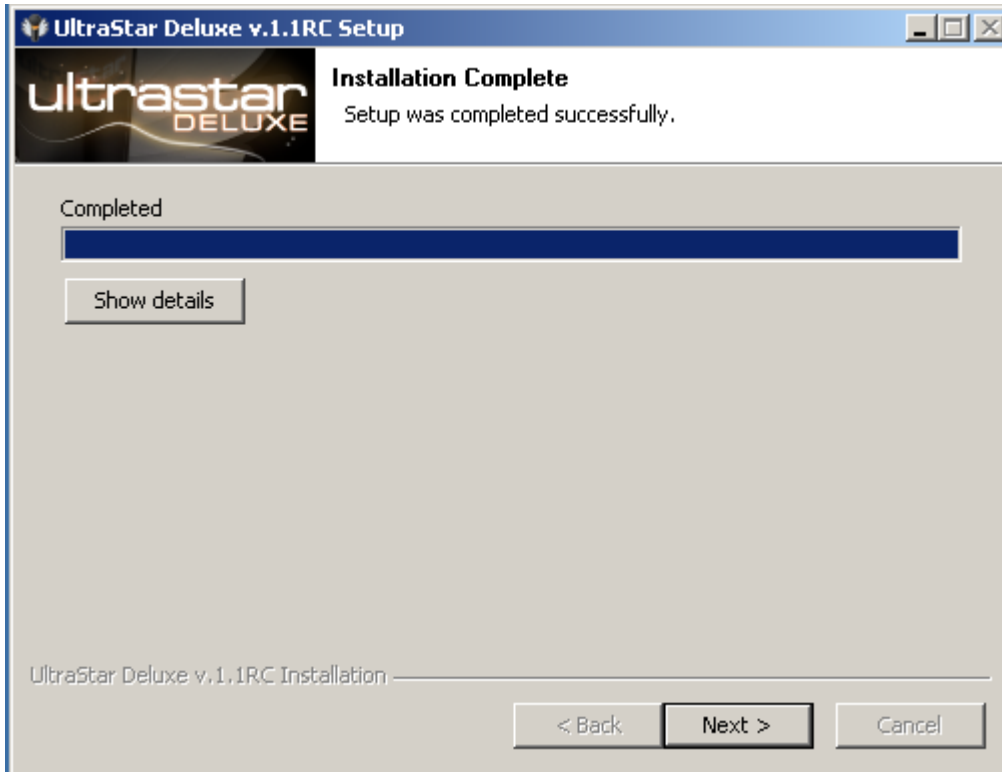 UltraStar Deluxe v.1.1RC Setup
ultrastar
DELUXE
Installation Complete
Setup was completed successfully.
Completed
Show details
UltraStar Deluxe v.1.1RC Installation
< Back
Next >
Cancel